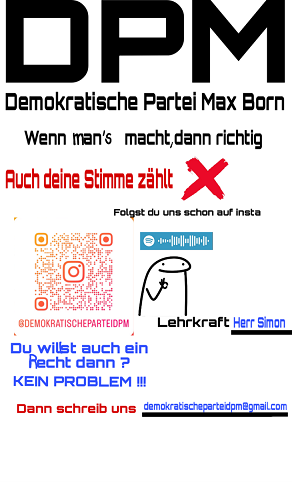 DPM
Demokratische Partei Max Born
Wenn man's macht,dann richtig
Auch deine Stimme zählt
Folgst du uns schon auf insta
@DEMOKRATISCHEPARTEIDPM
Lehrkraft Herr Simon
Du willst auch ein
Recht dann ?
KEIN PROBLEM !!!
Dann schreib uns demokratischeparteidpm@gmail.com